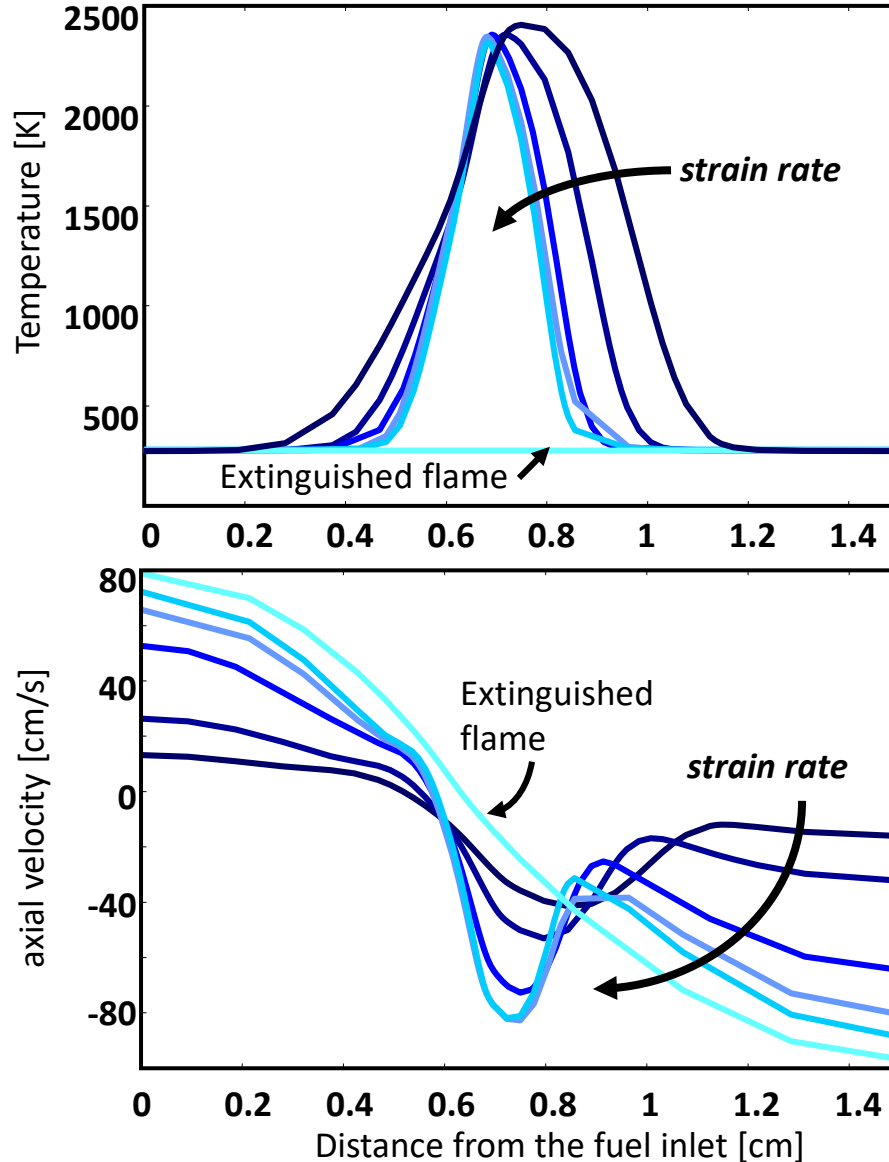 Temperature [K]
2500
2000
1500
1000
500
strain rate
Extinguished flame
0 0.2 0.4 0.6 0.8 1 1.2 1.4
axial velocity [cm/s]
80
40
0
-40
-80
Extinguished
flame
strain rate
0 0.2 0.4 0.6 0.8 1 1.2 1.4
Distance from the fuel inlet [cm]